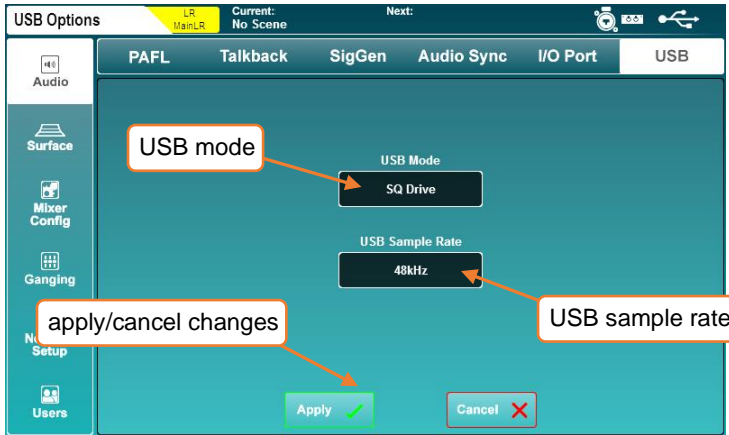 USB Options
LR
MainLR
Current:
No Scene
Next:
PAFL
Talkback
SigGen
Audio Sync
I/O Port
USB
Audio
Surface
Mixer
Config
Ganging
Setup
Users
USB mode
USB Mode
SQ Drive
USB Sample Rate
48kHz
USB sample rate
apply/cancel changes
Apply
Cancel